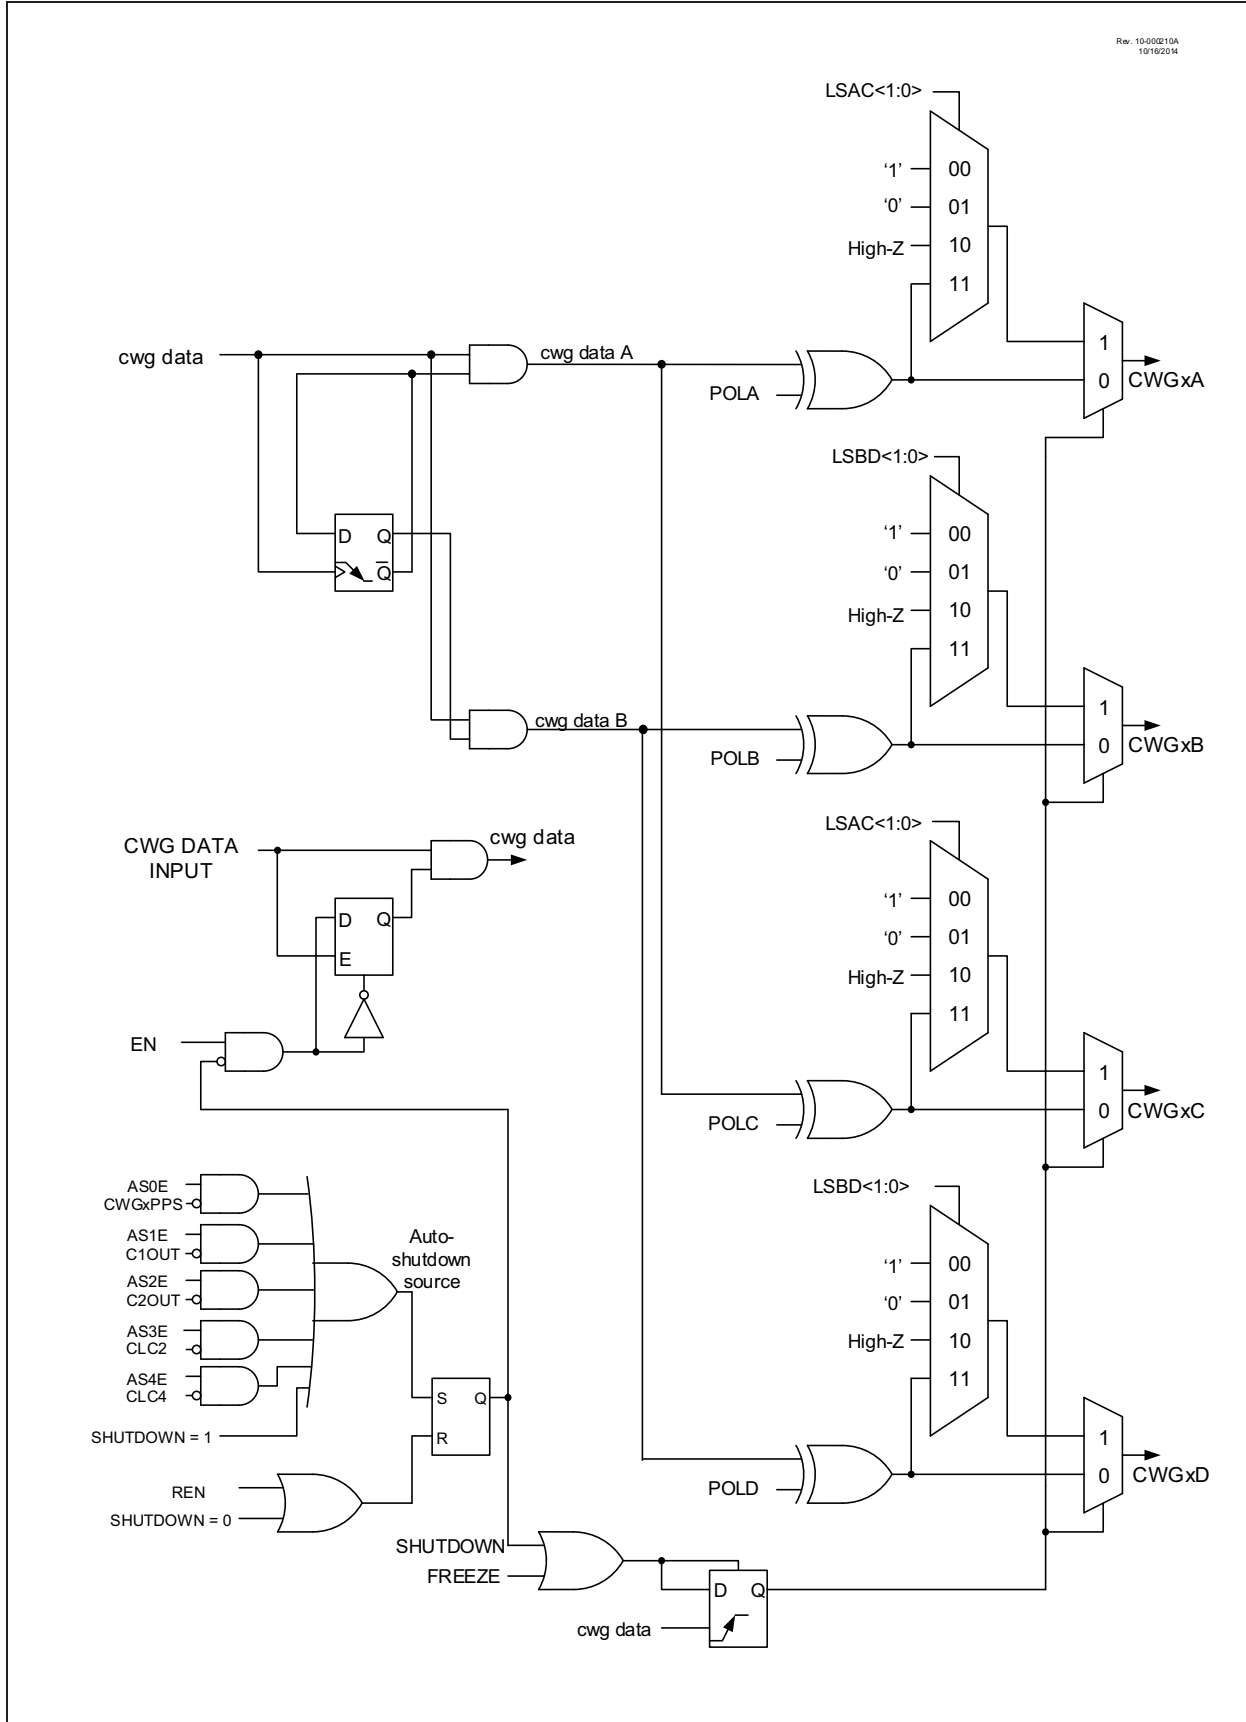 Rev. 10-000210A
10/16/2014
LSAC<1:0>
'1'
00
'0'
01
High-Z
10
11
1
0
CWGxA
cwg data
cwg data A
POLA
LSBD<1:0>
'1'
00
'0'
01
High-Z
10
11
D
Q
Q
1
0
CWGxB
cwg data B
POLB
CWG DATA
INPUT
cwg data
D
Q
E
EN
LSAC<1:0>
'1'
00
'0'
01
High-Z
10
11
1
0
CWGxC
POLC
AS0E
CWGxPPS
AS1E
C1OUT
AS2E
C2OUT
AS3E
CLC2
AS4E
CLC4
SHUTDOWN = 1
Auto-
shutdown
source
S
Q
R
REN
SHUTDOWN = 0
LSBD<1:0>
'1'
00
'0'
01
High-Z
10
11
1
0
CWGxD
POLD
SHUTDOWN
FREEZE
D
Q
cwg data